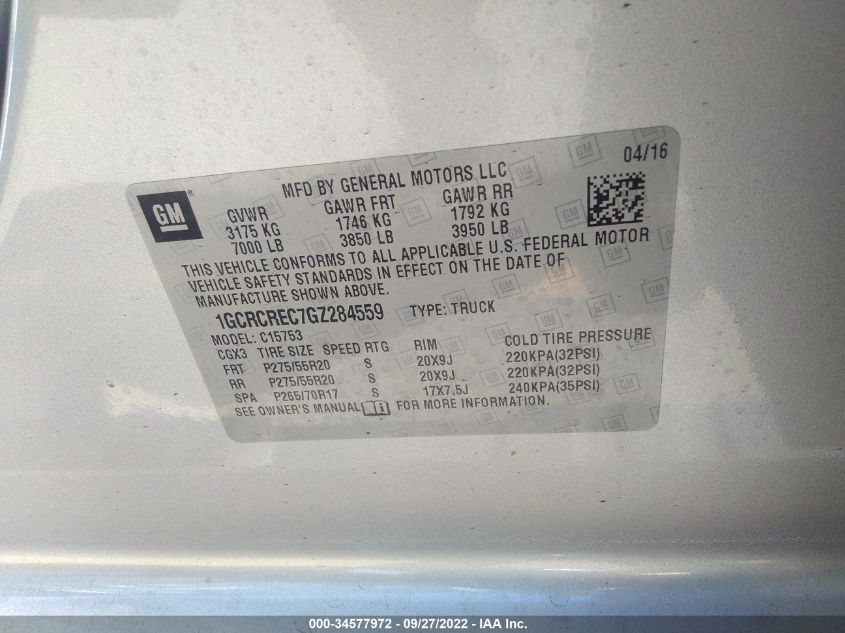 04/16
MFD BY GENERAL MOTORS LLC
GM
GVWR GAWR FRT GAWR RR
3175 KG 1746 KG 1792 KG
7000 LB 3850 LB 3950 LB
THIS VEHICLE CONFORMS TO ALL APPLICABLE U.S. FEDERAL MOTOR
VEHICLE SAFETY STANDARDS IN EFFECT ON THE DATE OF
MANUFACTURE SHOWN ABOVE.
1GCRCREC7GZ284559 TYPE: TRUCK
MODEL: C15753
CGX3 TIRE SIZE SPEED RTG RIM COLD TIRE PRESSURE
FRT P275/55R20 S 20X9J 220KPA(32PSI)
RR P275/55R20 S 20X9J 220KPA(32PSI)
SPA P265/70R17 S 17X7.5J 240KPA(35PSI)
SEE OWNER'S MANUAL FOR MORE INFORMATION.
000-34577972 - 09/27/2022 - IAA Inc.